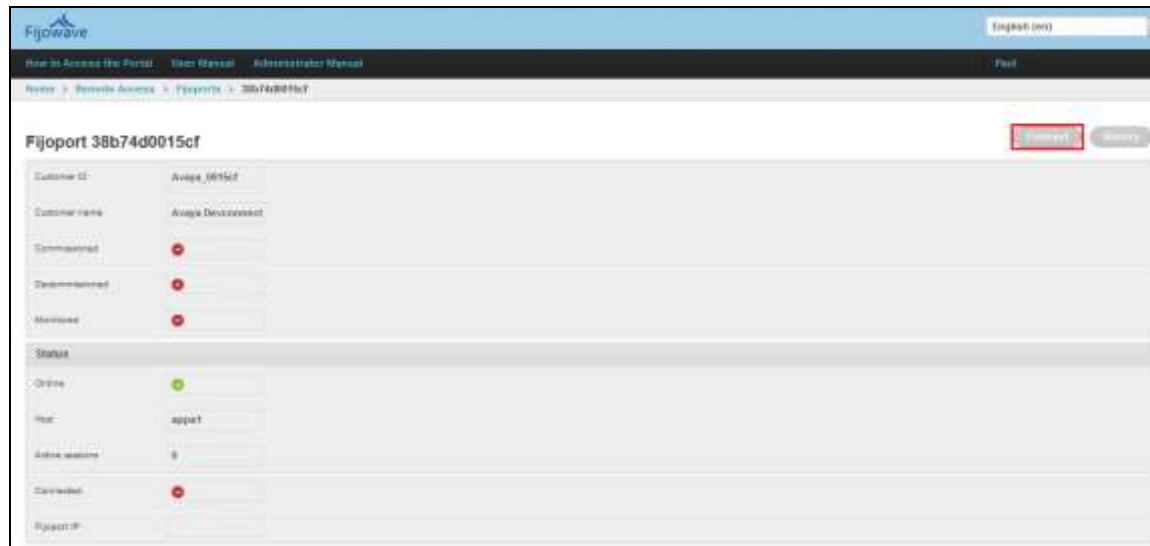 Fijowave
English (en)
How to Access the Portal User Manual Administrator Manual
Paul
Home > Remote Access > Fijoports > 38b74d0015cf
Fijoport 38b74d0015cf
Connect History
Customer ID Avaya_0015cf
Customer name Avaya Devconnect
Commissioned
Decommissioned
Monitored
Status
Online
Host appa1
Active sessions 0
Connected
Fijoport IP